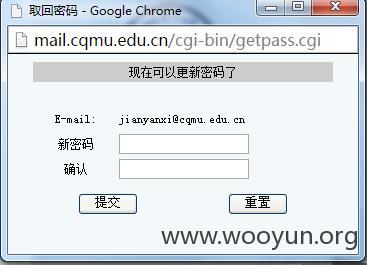 取回密码 - Google Chrome
mail.cqmu.edu.cn/cgi-bin/getpass.cgi
现在可以更新密码了
E-mail: jianyanxi@cqmu.edu.cn
新密码
确认
提交 重置
www.wooyun.org